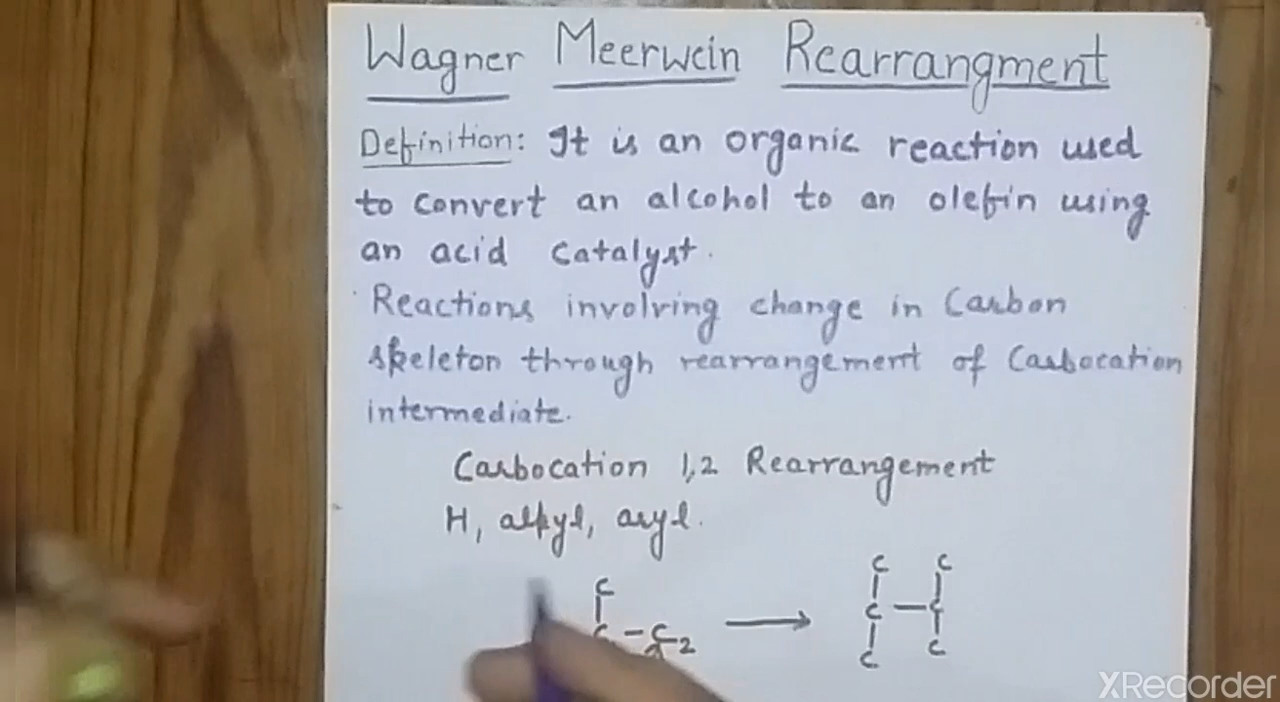 Wagner Meerwein Rearrangment
Definition: It is an organic reaction used
to convert an alcohol to an olefin using
an acid catalyst.
Reactions involving change in Carbon
skeleton through rearrangement of Carbocation
intermediate.
Carbocation 1,2 Rearrangement
H, alkyl, aryl.
C C C
C - C 2 → C - C
C C
XRecorder